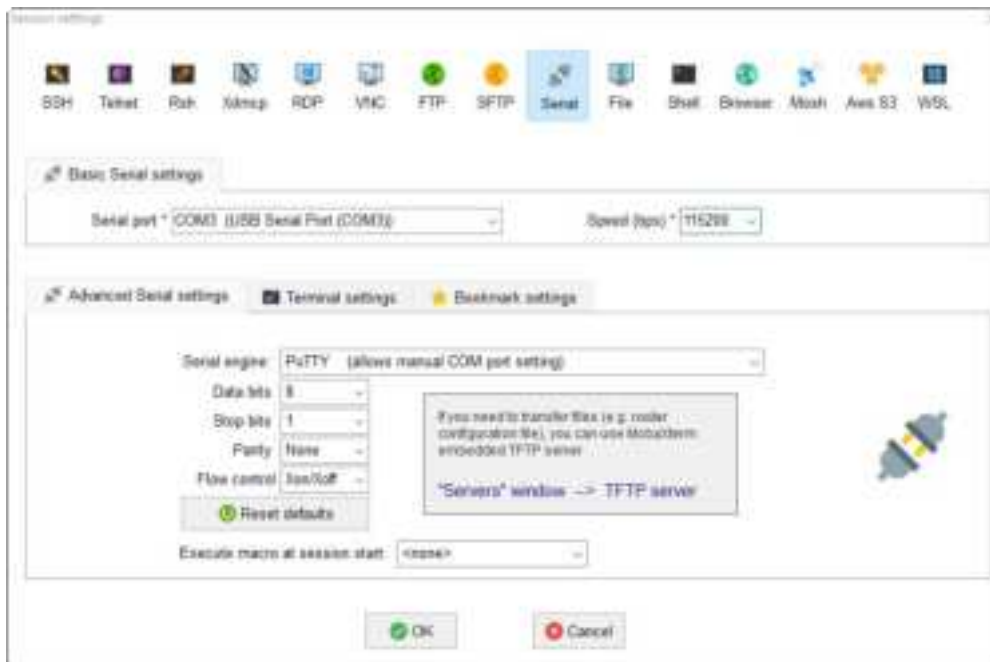 Session settings
SSH Telnet Rsh Xdmcp RDP VNC FTP SFTP Serial File Shell Browser Mosh Aws S3 WSL
Basic Serial settings
Serial port * COM3 (USB Serial Port (COM3)) Speed (bps) * 115200
Advanced Serial settings Terminal settings Bookmark settings
Serial engine: PuTTY (allows manual COM port setting)
Data bits 8
Stop bits 1
Parity None
Flow control Xon/Xoff
Reset defaults
If you need to transfer files (e.g. router
configuration file), you can use MobaXterm
embedded TFTP server
"Servers" window --> TFTP server
Execute macro at session start: <none>
OK Cancel